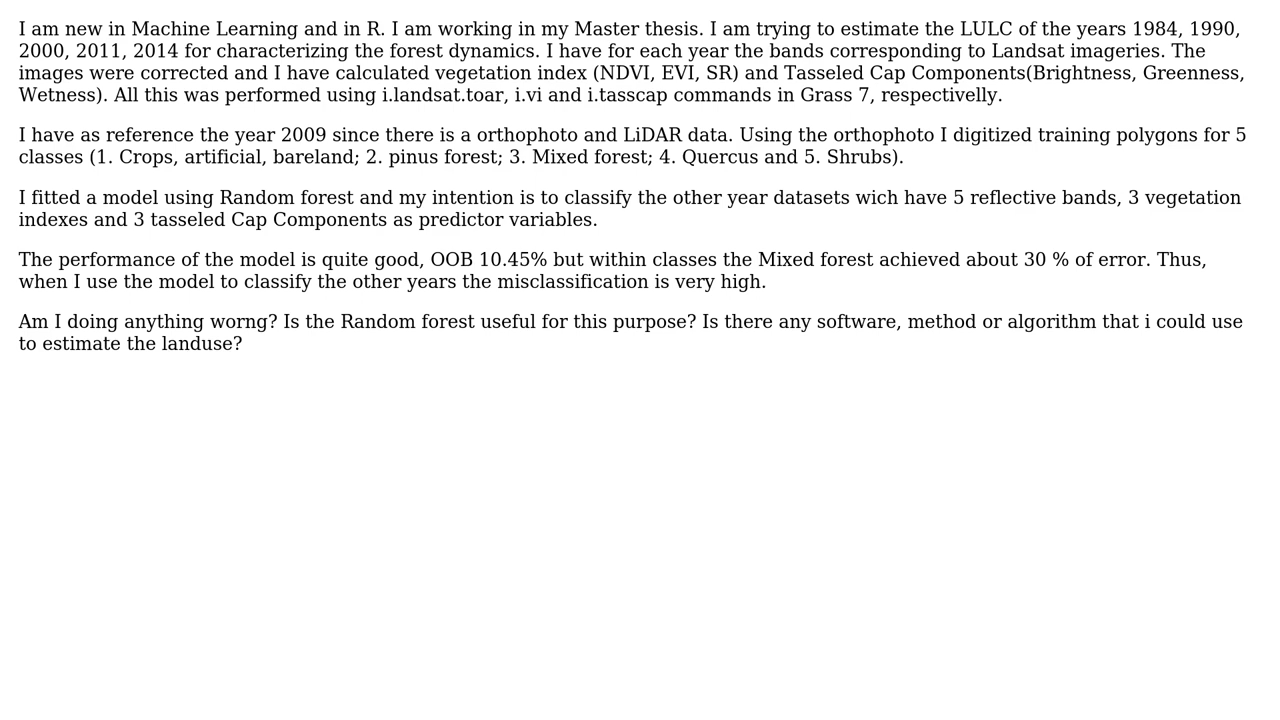 I am new in Machine Learning and in R. I am working in my Master thesis. I am trying to estimate the LULC of the years 1984, 1990,
2000, 2011, 2014 for characterizing the forest dynamics. I have for each year the bands corresponding to Landsat imageries. The
images were corrected and I have calculated vegetation index (NDVI, EVI, SR) and Tasseled Cap Components(Brightness, Greenness,
Wetness). All this was performed using i.landsat.toar, i.vi and i.tasscap commands in Grass 7, respectivelly.
I have as reference the year 2009 since there is a orthophoto and LiDAR data. Using the orthophoto I digitized training polygons for 5
classes (1. Crops, artificial, bareland; 2. pinus forest; 3. Mixed forest; 4. Quercus and 5. Shrubs).
I fitted a model using Random forest and my intention is to classify the other year datasets wich have 5 reflective bands, 3 vegetation
indexes and 3 tasseled Cap Components as predictor variables.
The performance of the model is quite good, OOB 10.45% but within classes the Mixed forest achieved about 30 % of error. Thus,
when I use the model to classify the other years the misclassification is very high.
Am I doing anything worng? Is the Random forest useful for this purpose? Is there any software, method or algorithm that i could use
to estimate the landuse?